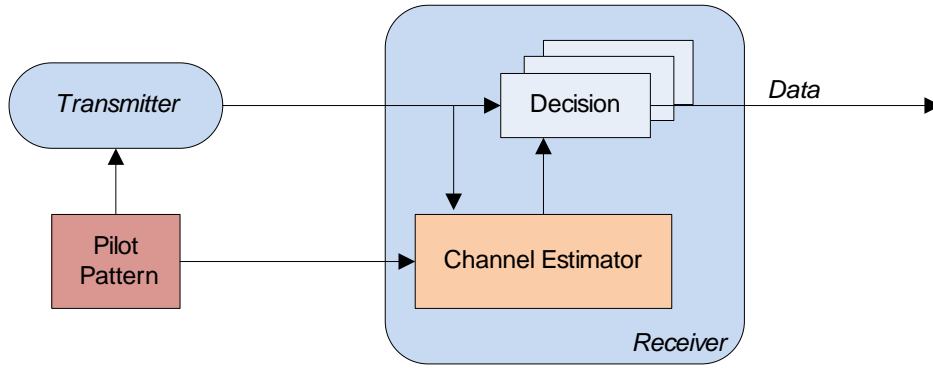 Transmitter
Decision
Data
Pilot
Pattern
Channel Estimator
Receiver